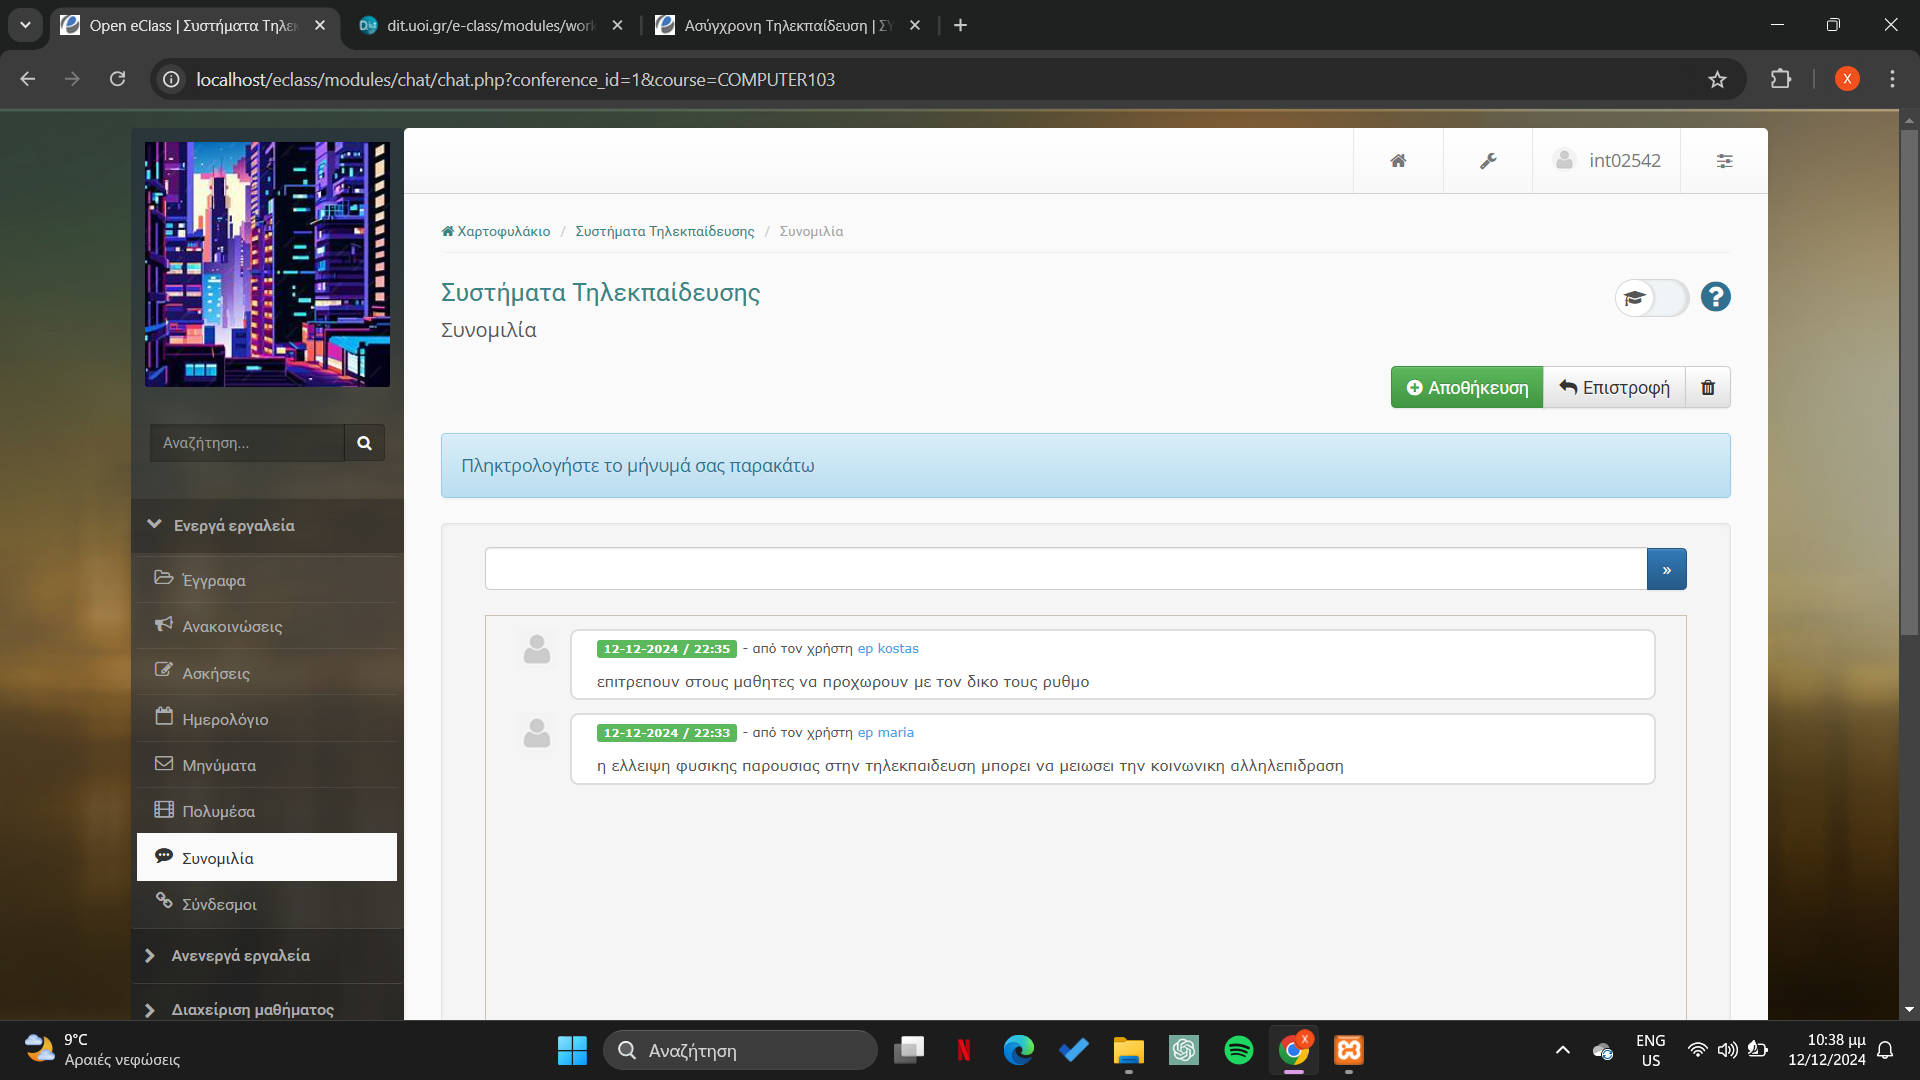 Open eClass | Συστήματα Τηλεκ
dit.uoi.gr/e-class/modules/work
Ασύγχρονη Τηλεκπαίδευση | ΣΥ
localhost/eclass/modules/chat/chat.php?conference_id=1&course=COMPUTER103
X
int02542
Χαρτοφυλάκιο / Συστήματα Τηλεκπαίδευσης / Συνομιλία
Συστήματα Τηλεκπαίδευσης
Συνομιλία
Αποθήκευση
Επιστροφή
Αναζήτηση...
Πληκτρολογήστε το μήνυμά σας παρακάτω
»
Ενεργά εργαλεία
Έγγραφα
Ανακοινώσεις
Ασκήσεις
Ημερολόγιο
Μηνύματα
Πολυμέσα
Συνομιλία
Σύνδεσμοι
Ανενεργά εργαλεία
Διαχείριση μαθήματος
12-12-2024 / 22:35 - από τον χρήστη ep kostas
επιτρεπουν στους μαθητες να προχωρουν με τον δικο τους ρυθμο
12-12-2024 / 22:33 - από τον χρήστη ep maria
η ελλειψη φυσικης παρουσιας στην τηλεκπαιδευση μπορει να μειωσει την κοινωνικη αλληλεπιδραση
9°C
Αραιές νεφώσεις
Αναζήτηση
ENG
US
10:38 μμ
12/12/2024